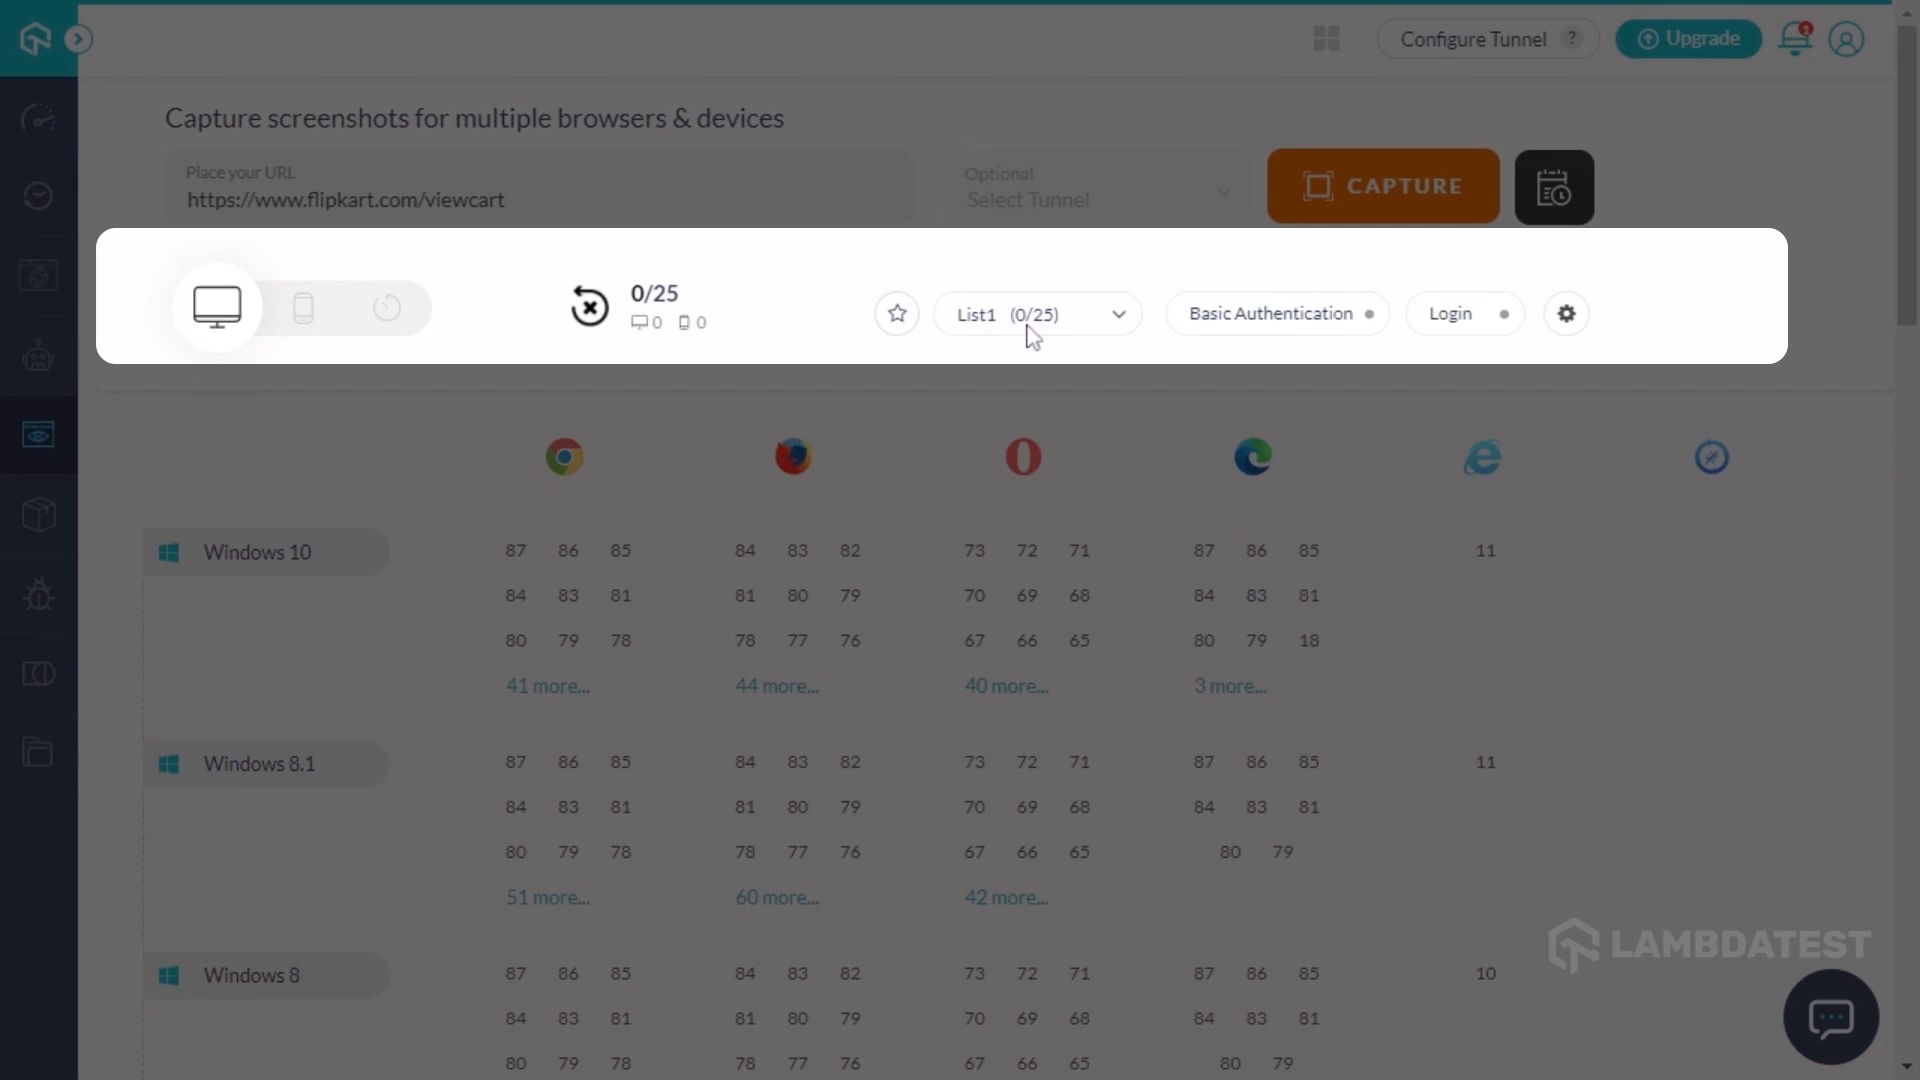 Configure Tunnel ?
Upgrade
1
Capture screenshots for multiple browsers & devices
Place your URL
https://www.flipkart.com/viewcart
Optional
Select Tunnel
CAPTURE
0/25
0 0
List1 (0/25)
Basic Authentication
Login
Windows 10
87 86 85 84 83 82 73 72 71 87 86 85 11
84 83 81 81 80 79 70 69 68 84 83 81
80 79 78 78 77 76 67 66 65 80 79 18
41 more... 44 more... 40 more... 3 more...
Windows 8.1
87 86 85 84 83 82 73 72 71 87 86 85 11
84 83 81 81 80 79 70 69 68 84 83 81
80 79 78 78 77 76 67 66 65 80 79
51 more... 60 more... 42 more...
LAMBDATEST
Windows 8
87 86 85 84 83 82 73 72 71 87 86 85 10
84 83 81 81 80 79 70 69 68 84 83 81
80 79 78 78 77 76 67 66 65 80 79